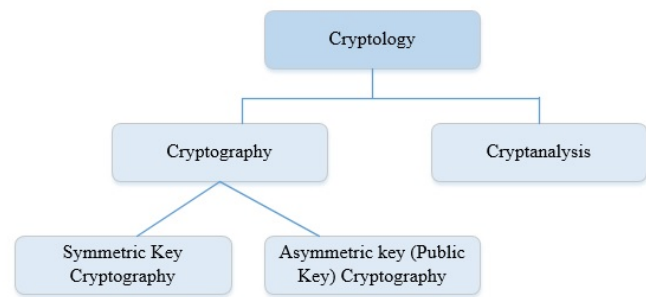 Cryptology
Cryptography
Cryptanalysis
Symmetric Key
Cryptography
Asymmetric key (Public
Key) Cryptography